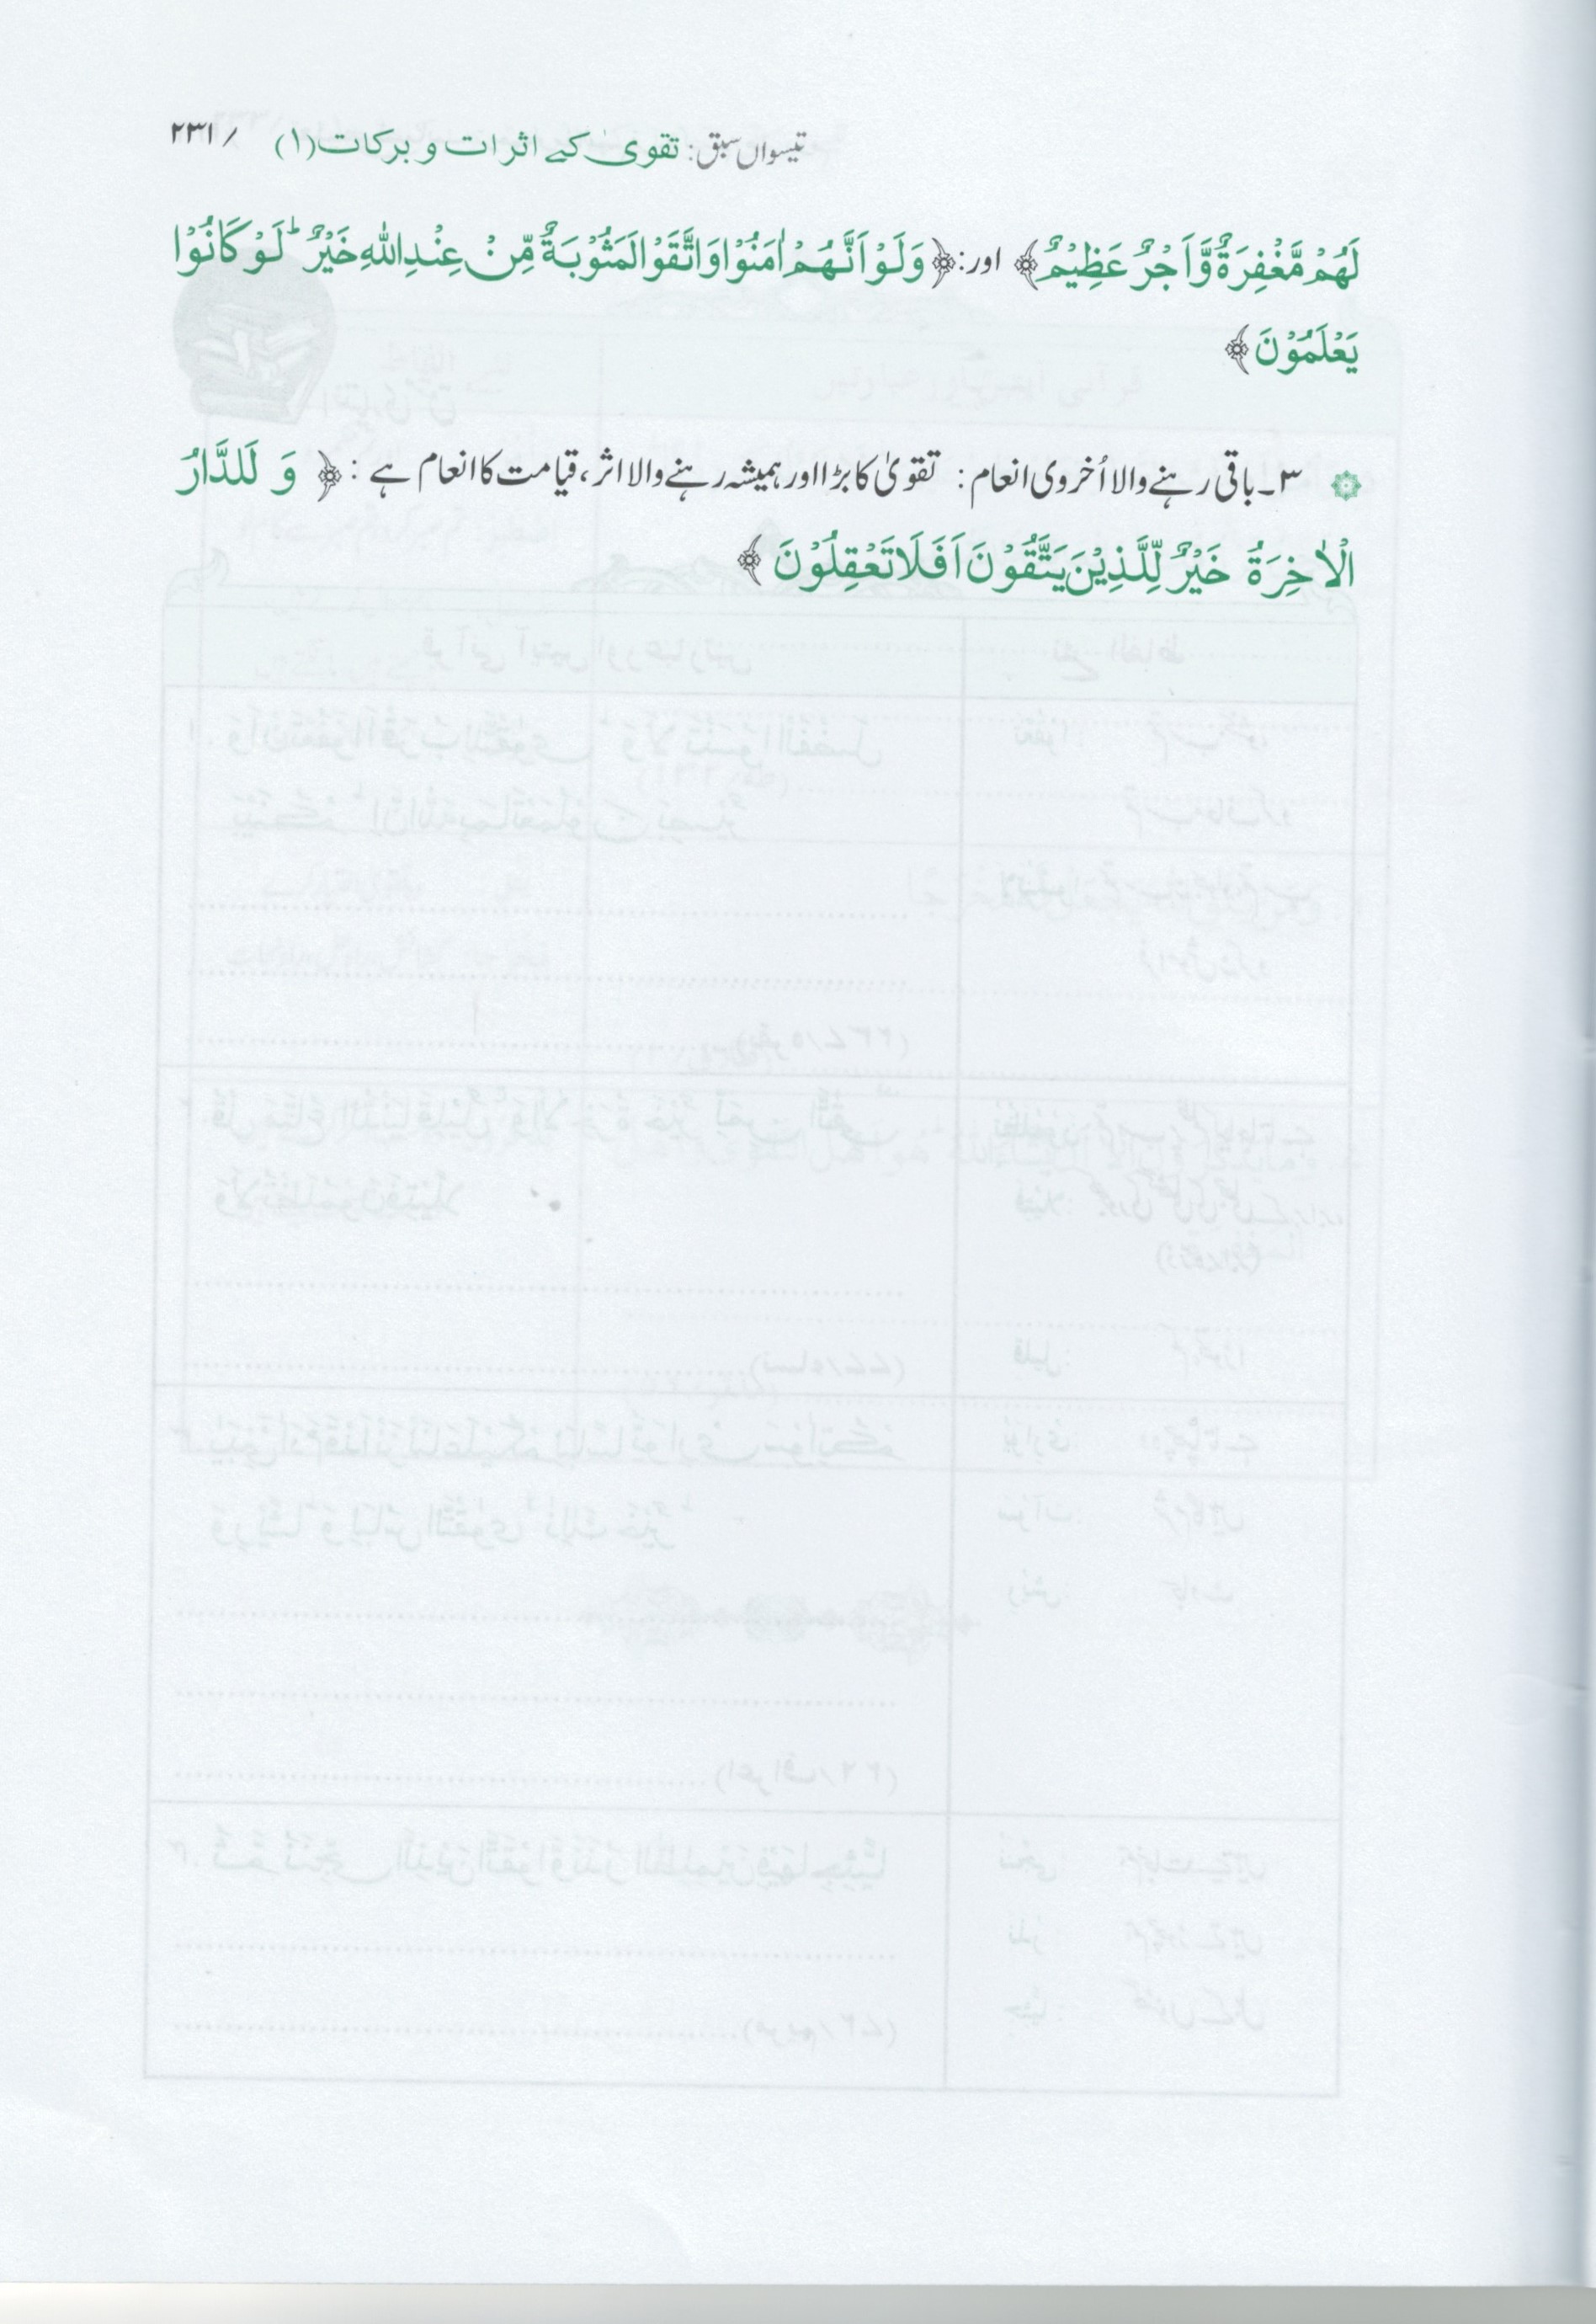 تیسواں سبق: تقویٰ کے اثرات و برکات (۱) / ۲۳۱
لَهُمْ مَّغْفِرَةٌ وَّاَجْرٌ عَظِيْمٌ﴾ اور: ﴿وَلَوْ اَنَّهُمْ اٰمَنُوْا وَاتَّقَوْا لَمَثُوْبَةٌ مِّنْ عِنْدِ اللّٰهِ خَيْرٌ ؕ لَوْ كَانُوْا
يَعْلَمُوْنَ﴾
۳۔ باقی رہنے والا اُخروی انعام: تقویٰ کا بڑا اور ہمیشہ رہنے والا اثر، قیامت کا انعام ہے: ﴿وَ لَلدَّارُ
الْاٰخِرَةُ خَيْرٌ لِّلَّذِيْنَ يَتَّقُوْنَ اَفَلَا تَعْقِلُوْنَ﴾